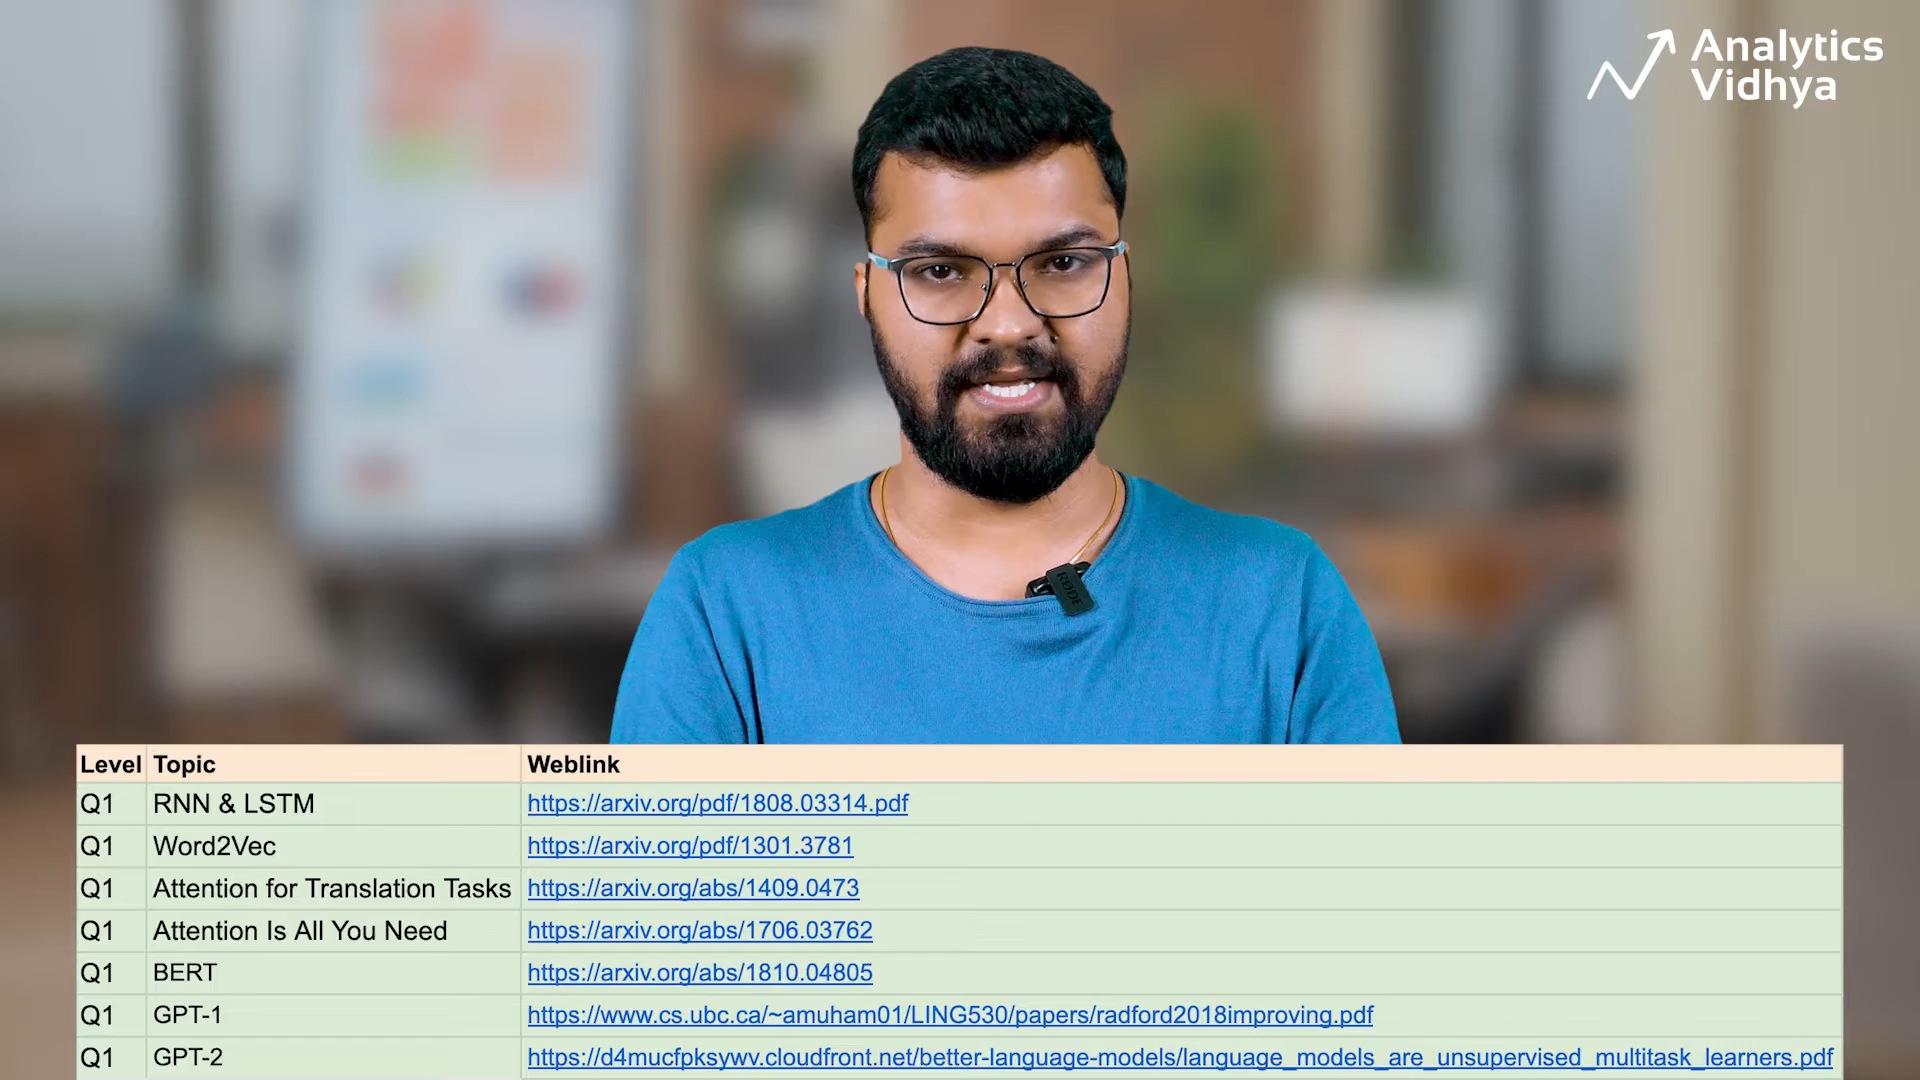 Analytics
Vidhya
RODE
Level Topic Weblink
Q1 RNN & LSTM https://arxiv.org/pdf/1808.03314.pdf
Q1 Word2Vec https://arxiv.org/pdf/1301.3781
Q1 Attention for Translation Tasks https://arxiv.org/abs/1409.0473
Q1 Attention Is All You Need https://arxiv.org/abs/1706.03762
Q1 BERT https://arxiv.org/abs/1810.04805
Q1 GPT-1 https://www.cs.ubc.ca/~amuham01/LING530/papers/radford2018improving.pdf
Q1 GPT-2 https://d4mucfpksywv.cloudfront.net/better-language-models/language_models_are_unsupervised_multitask_learners.pdf